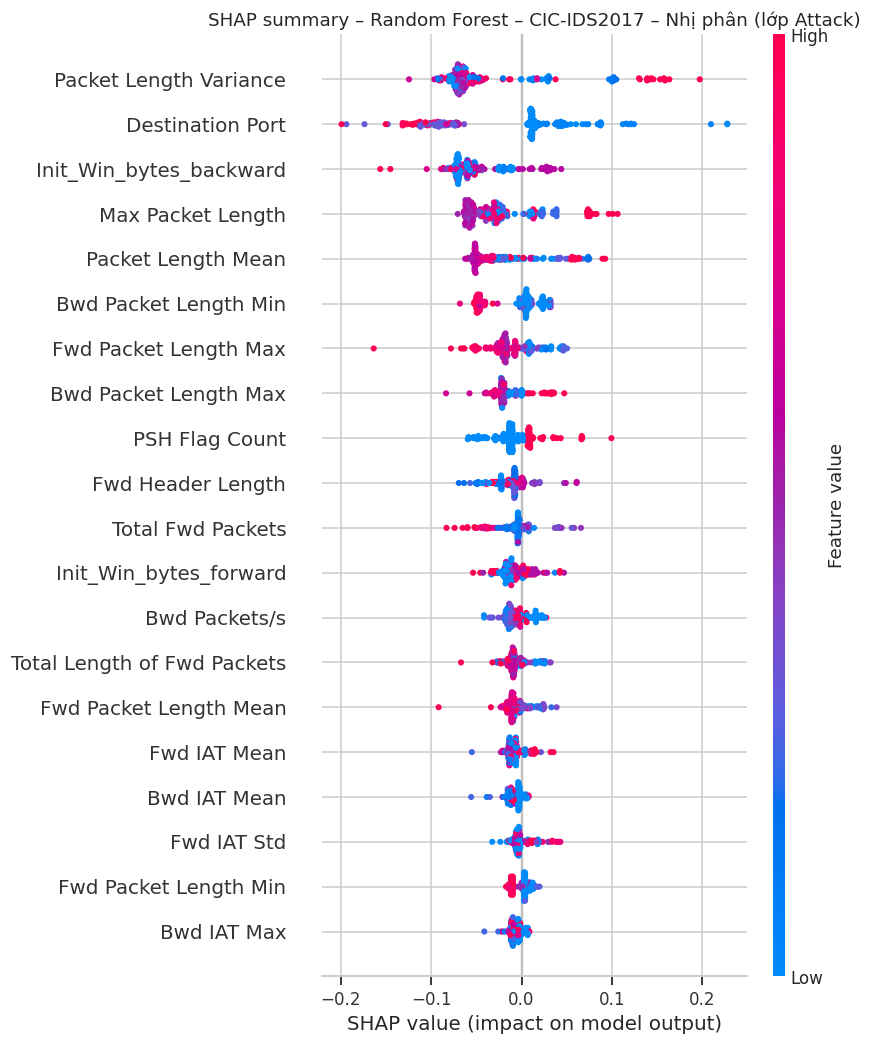 SHAP summary – Random Forest – CIC-IDS2017 – Nhị phân (lớp Attack)
High
Packet Length Variance
Destination Port
Init_Win_bytes_backward
Max Packet Length
Packet Length Mean
Bwd Packet Length Min
Fwd Packet Length Max
Bwd Packet Length Max
PSH Flag Count
Fwd Header Length
Total Fwd Packets
Init_Win_bytes_forward
Bwd Packets/s
Total Length of Fwd Packets
Fwd Packet Length Mean
Fwd IAT Mean
Bwd IAT Mean
Fwd IAT Std
Fwd Packet Length Min
Bwd IAT Max
Feature value
Low
−0.2 −0.1 0.0 0.1 0.2
SHAP value (impact on model output)